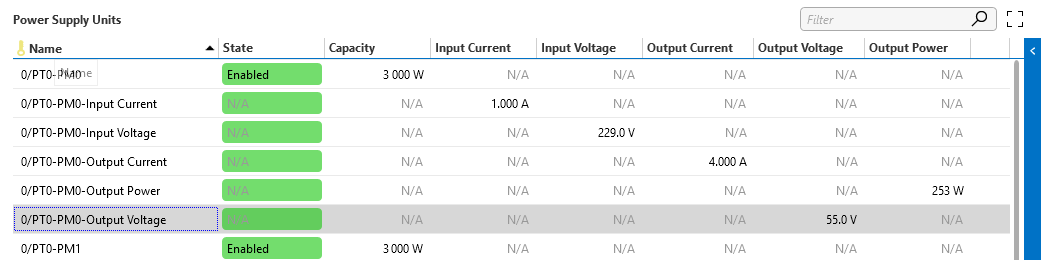 Power Supply Units Filter
Name State Capacity Input Current Input Voltage Output Current Output Voltage Output Power
0/PT0-PM0 Name Enabled 3 000 W N/A N/A N/A N/A N/A
0/PT0-PM0-Input Current N/A N/A 1.000 A N/A N/A N/A N/A
0/PT0-PM0-Input Voltage N/A N/A N/A 229.0 V N/A N/A N/A
0/PT0-PM0-Output Current N/A N/A N/A N/A 4.000 A N/A N/A
0/PT0-PM0-Output Power N/A N/A N/A N/A N/A N/A 253 W
0/PT0-PM0-Output Voltage N/A N/A N/A N/A N/A 55.0 V N/A
0/PT0-PM1 Enabled 3 000 W N/A N/A N/A N/A N/A